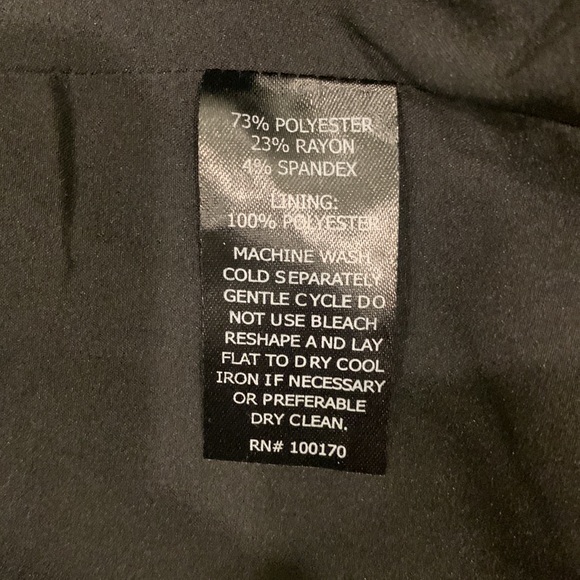 73% POLYESTER
23% RAYON
4% SPANDEX
LINING:
100% POLYESTER
MACHINE WASH
COLD SEPARATELY
GENTLE CYCLE DO
NOT USE BLEACH
RESHAPE AND LAY
FLAT TO DRY COOL
IRON IF NECESSARY
OR PREFERABLE
DRY CLEAN.
RN# 100170